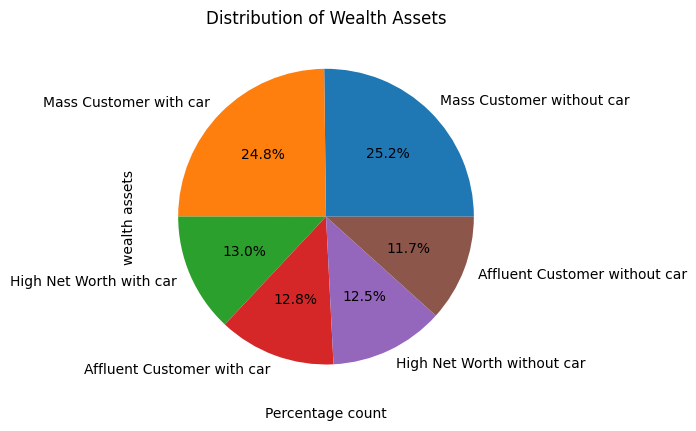 Distribution of Wealth Assets
Mass Customer with car
Mass Customer without car
24.8%
25.2%
wealth assets
13.0%
11.7%
High Net Worth with car
Affluent Customer without car
12.8%
12.5%
Affluent Customer with car
High Net Worth without car
Percentage count